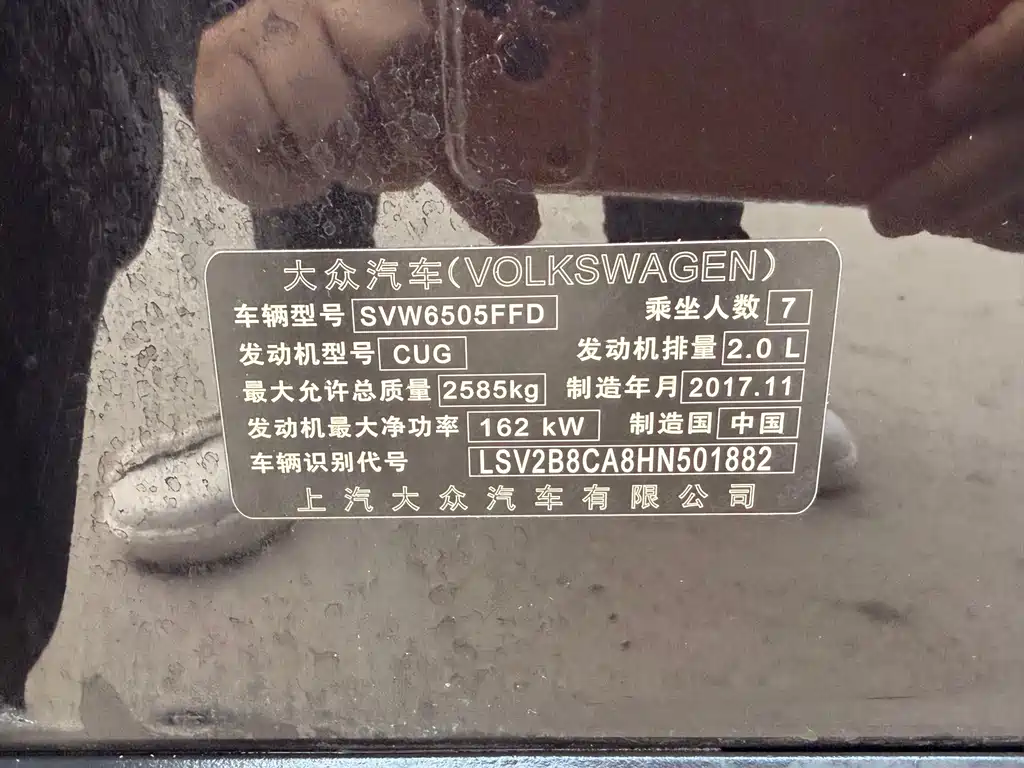 大众汽车(VOLKSWAGEN)
车辆型号 SVW6505FFD 乘坐人数 7
发动机型号 CUG 发动机排量 2.0 L
最大允许总质量 2585kg 制造年月 2017.11
发动机最大净功率 162 kW 制造国 中国
车辆识别代号 LSV2B8CA8HN501882
上汽大众汽车有限公司